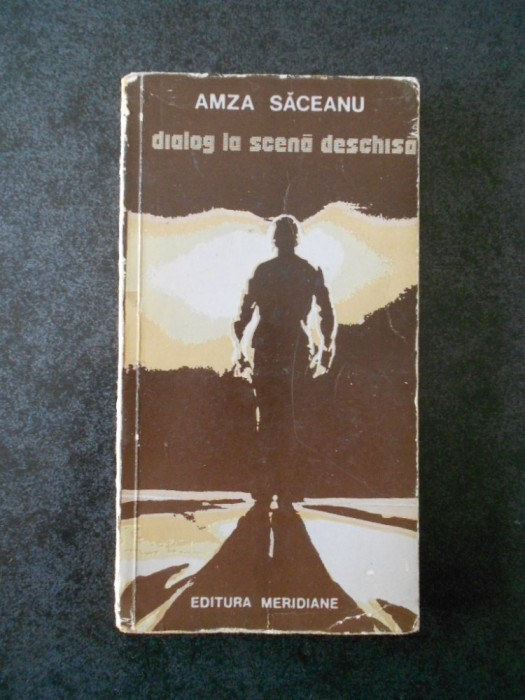 AMZA SĂCEANU
dialog la scenă deschisă
EDITURA MERIDIANE